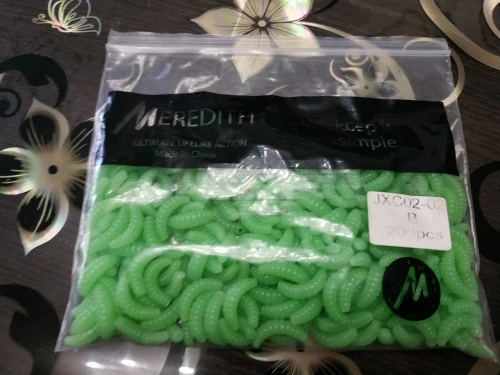 MEREDITH
ULTIMATE LIFELIKE ACTION
Made in China
keep it
simple.
JXC02-02
B
200pcs
M